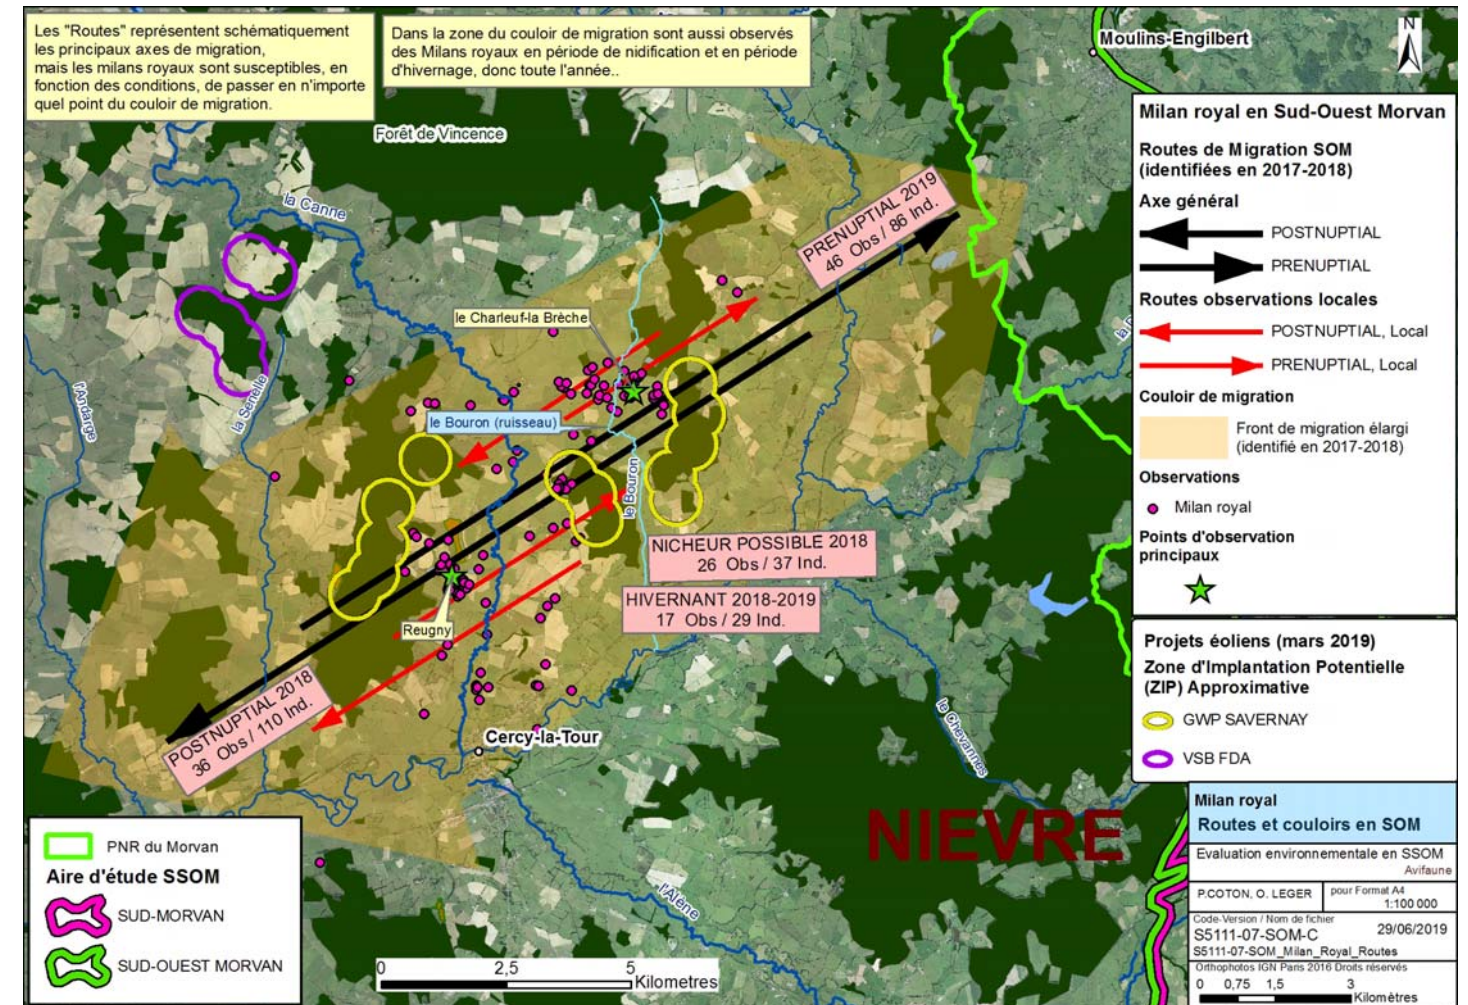 Les "Routes" représentent schématiquement
les principaux axes de migration,
mais les milans royaux sont susceptibles, en
fonction des conditions, de passer en n'importe
quel point du couloir de migration.
Dans la zone du couloir de migration sont aussi observés
des Milans royaux en période de nidification et en période
d'hivernage, donc toute l'année..
Moulins-Engilbert
N
Forêt de Vincence
la Canne
PRENUPTIAL 2019
46 Obs / 86 Ind.
le Charleuf-la Brèche
la Senelle
l'Andarge
le Bouron (ruisseau)
le Bouron
NICHEUR POSSIBLE 2018
26 Obs / 37 Ind.
HIVERNANT 2018-2019
17 Obs / 29 Ind.
Reugny
POSTNUPTIAL 2018
36 Obs / 110 Ind.
Cercy-la-Tour
le Chevannes
l'Alène
NIEVRE
Milan royal en Sud-Ouest Morvan
Routes de Migration SOM
(identifiées en 2017-2018)
Axe général
POSTNUPTIAL
PRENUPTIAL
Routes observations locales
POSTNUPTIAL, Local
PRENUPTIAL, Local
Couloir de migration
Front de migration élargi
(identifié en 2017-2018)
Observations
Milan royal
Points d'observation
principaux
Projets éoliens (mars 2019)
Zone d'Implantation Potentielle
(ZIP) Approximative
GWP SAVERNAY
VSB FDA
PNR du Morvan
Aire d'étude SSOM
SUD-MORVAN
SUD-OUEST MORVAN
0 2,5 5
Kilometres
Milan royal
Routes et couloirs en SOM
Evaluation environnementale en SSOM
Avifaune
P.COTON, O. LEGER
pour Format A4
1:100 000
Code-Version / Nom de fichier
S5111-07-SOM-C 29/06/2019
S5111-07-SOM_Milan_Royal_Routes
Orthophotos IGN Paris 2016 Droits réservés
0 0,75 1,5 3
Kilomètres